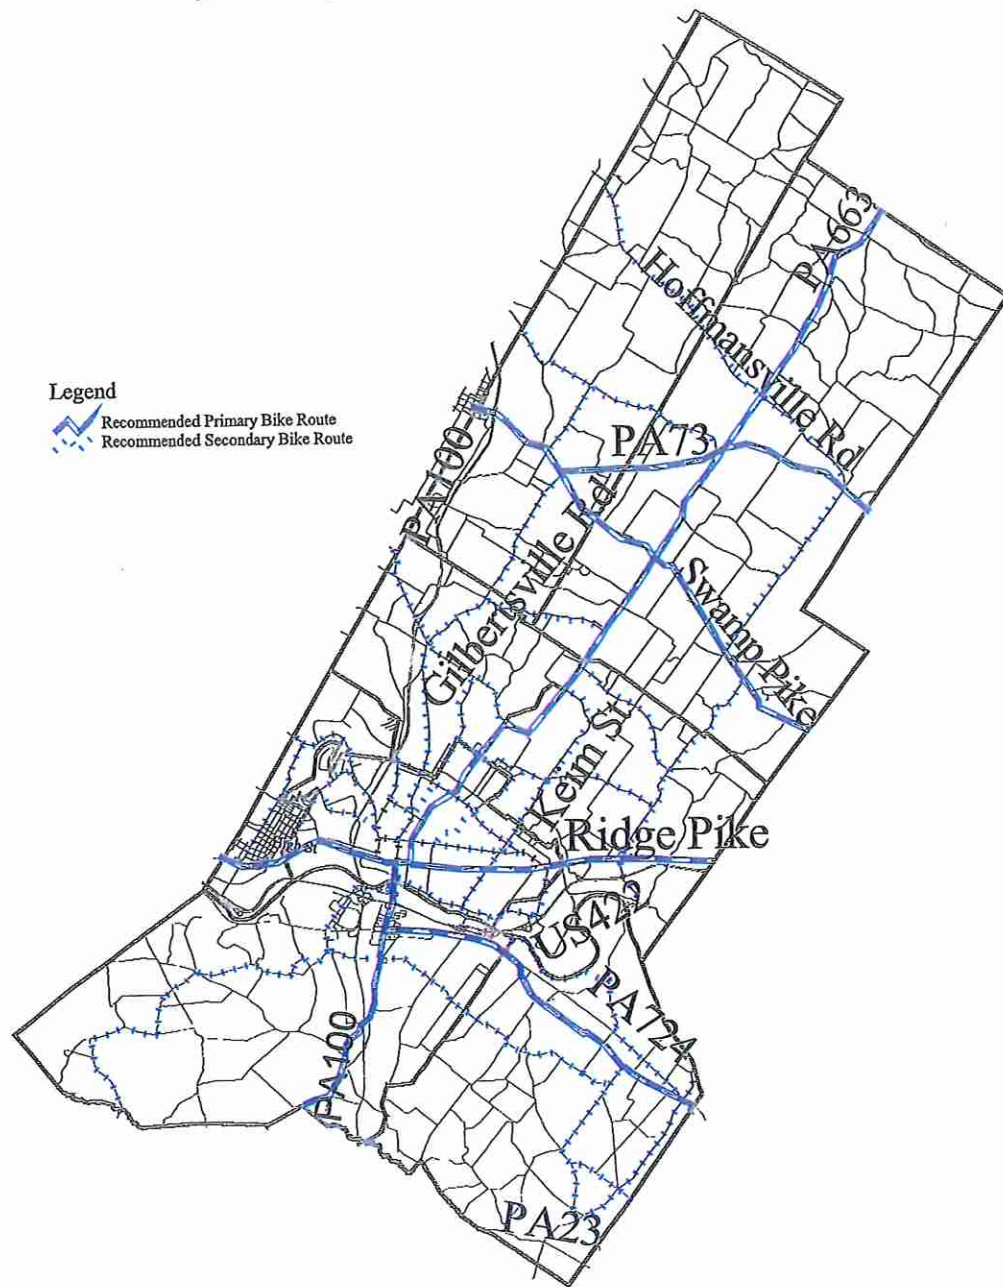 PA663
Hoffmansville Rd
Legend
Recommended Primary Bike Route
Recommended Secondary Bike Route
PA73
PA100
Gilbertsville Rd
Swamp Pike
Keim St
Ridge Pike
US422
PA724
PA100
PA23